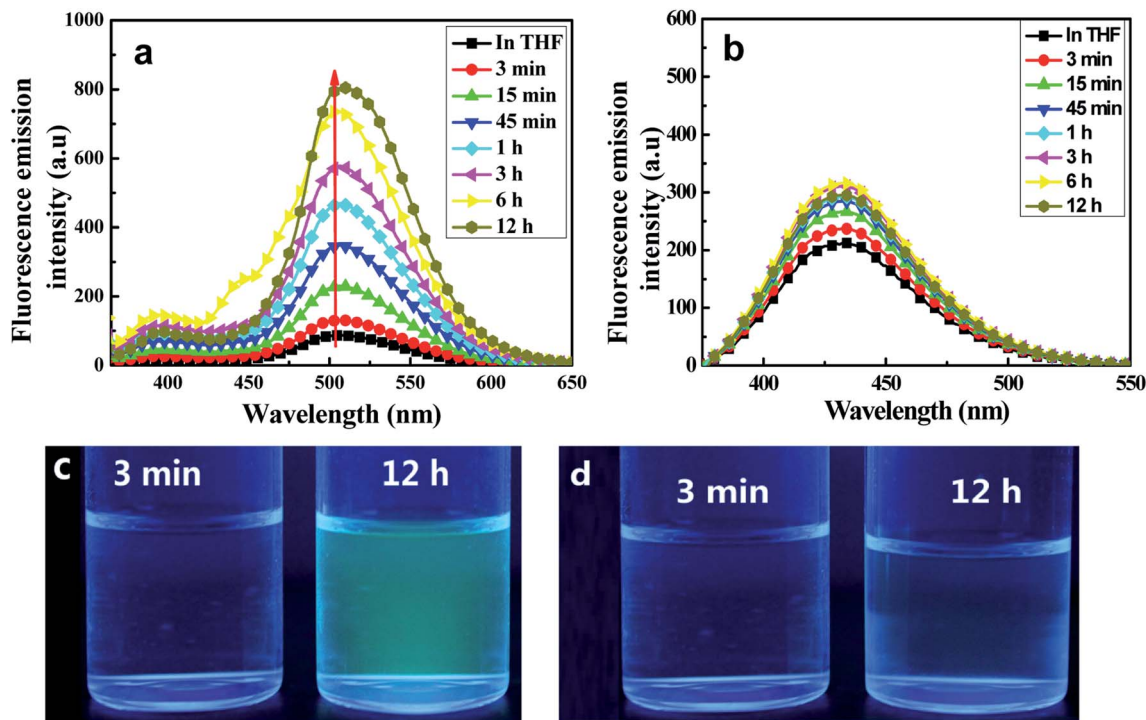 a
1000
800
600
400
200
0
400
450
500
550
600
650
Fluorescence emission
intensity (a.u)
Wavelength (nm)
In THF
3 min
15 min
45 min
1 h
3 h
6 h
12 h
b
600
500
400
300
200
100
0
400
450
500
550
Fluorescence emission
intensity (a.u)
Wavelength (nm)
In THF
3 min
15 min
45 min
1 h
3 h
6 h
12 h
c
3 min
12 h
d
3 min
12 h